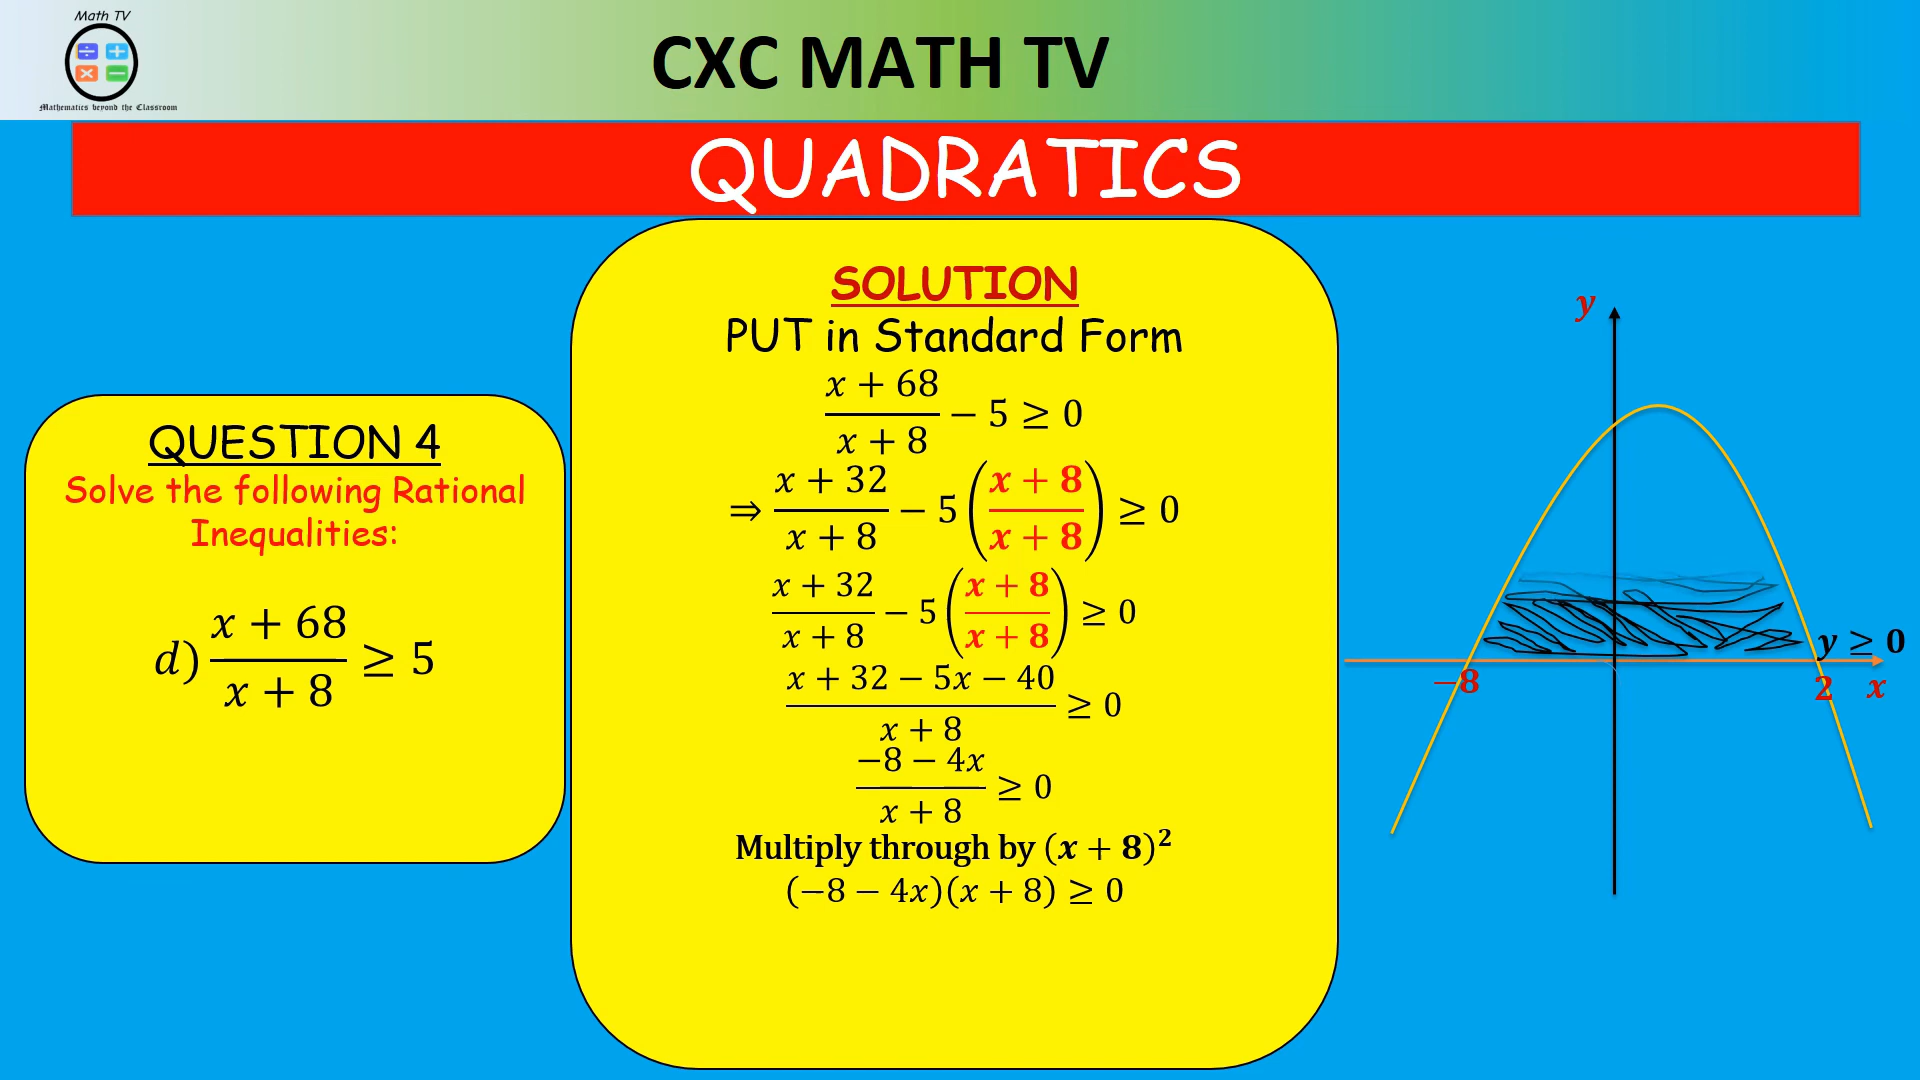 Math TV
Mathematics beyond the Classroom
CXC MATH TV
QUADRATICS
QUESTION 4
Solve the following Rational
Inequalities:
d) (x + 68)/(x + 8) ≥ 5
SOLUTION
PUT in Standard Form
(x + 68)/(x + 8) − 5 ≥ 0
⇒ (x + 32)/(x + 8) − 5((x + 8)/(x + 8)) ≥ 0
(x + 32)/(x + 8) − 5((x + 8)/(x + 8)) ≥ 0
(x + 32 − 5x − 40)/(x + 8) ≥ 0
(−8 − 4x)/(x + 8) ≥ 0
Multiply through by (x + 8)²
(−8 − 4x)(x + 8) ≥ 0
y
y ≥ 0
−8
2
x